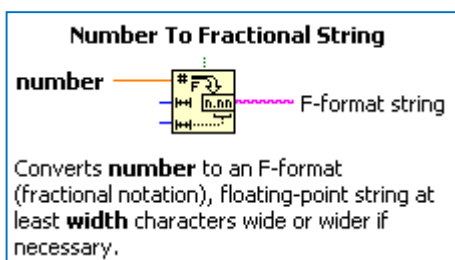 Number To Fractional String
number
# F
n.nn
F-format string
Converts number to an F-format
(fractional notation), floating-point string at
least width characters wide or wider if
necessary.